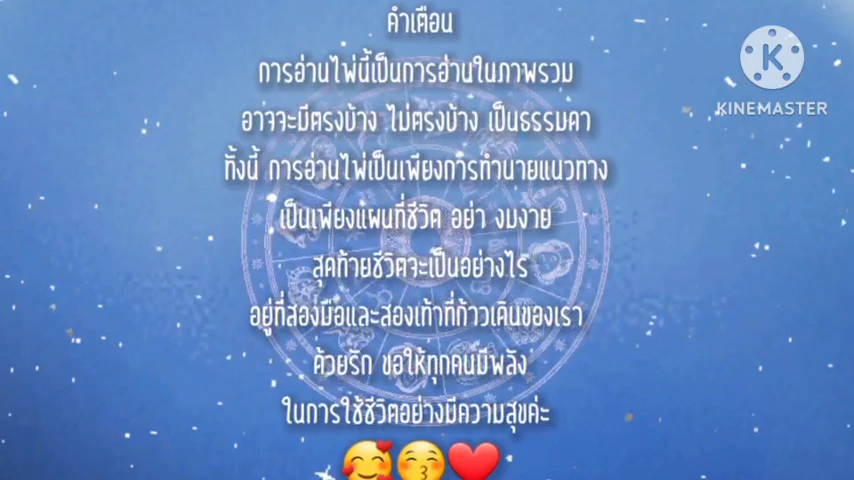 คำเตือน
การอ่านไพ่นี้เป็นการอ่านในภาพรวม
อาจจะมีตรงบ้าง ไม่ตรงบ้าง เป็นธรรมดา
ทั้งนี้ การอ่านไพ่เป็นเพียงการทำนายแนวทาง
เป็นเพียงแผนที่ชีวิต อย่า งมงาย
สุดท้ายชีวิตจะเป็นอย่างไร
อยู่ที่สองมือและสองเท้าที่ก้าวเดินของเรา
ด้วยรัก ขอให้ทุกคนมีพลัง
ในการใช้ชีวิตอย่างมีความสุขค่ะ
K
KINEMASTER